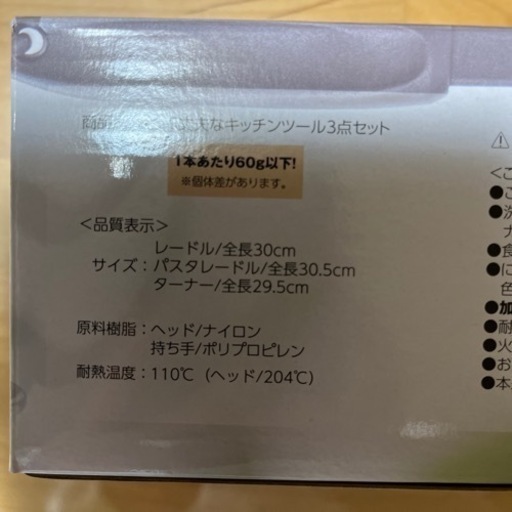 丈夫なキッチンツール3点セット
1本あたり60g以下!
※個体差があります。
<品質表示>
レードル/全長30cm
サイズ：パスタレードル/全長30.5cm
ターナー/全長29.5cm
原料樹脂：ヘッド/ナイロン
持ち手/ポリプロピレン
耐熱温度：110℃（ヘッド/204℃）